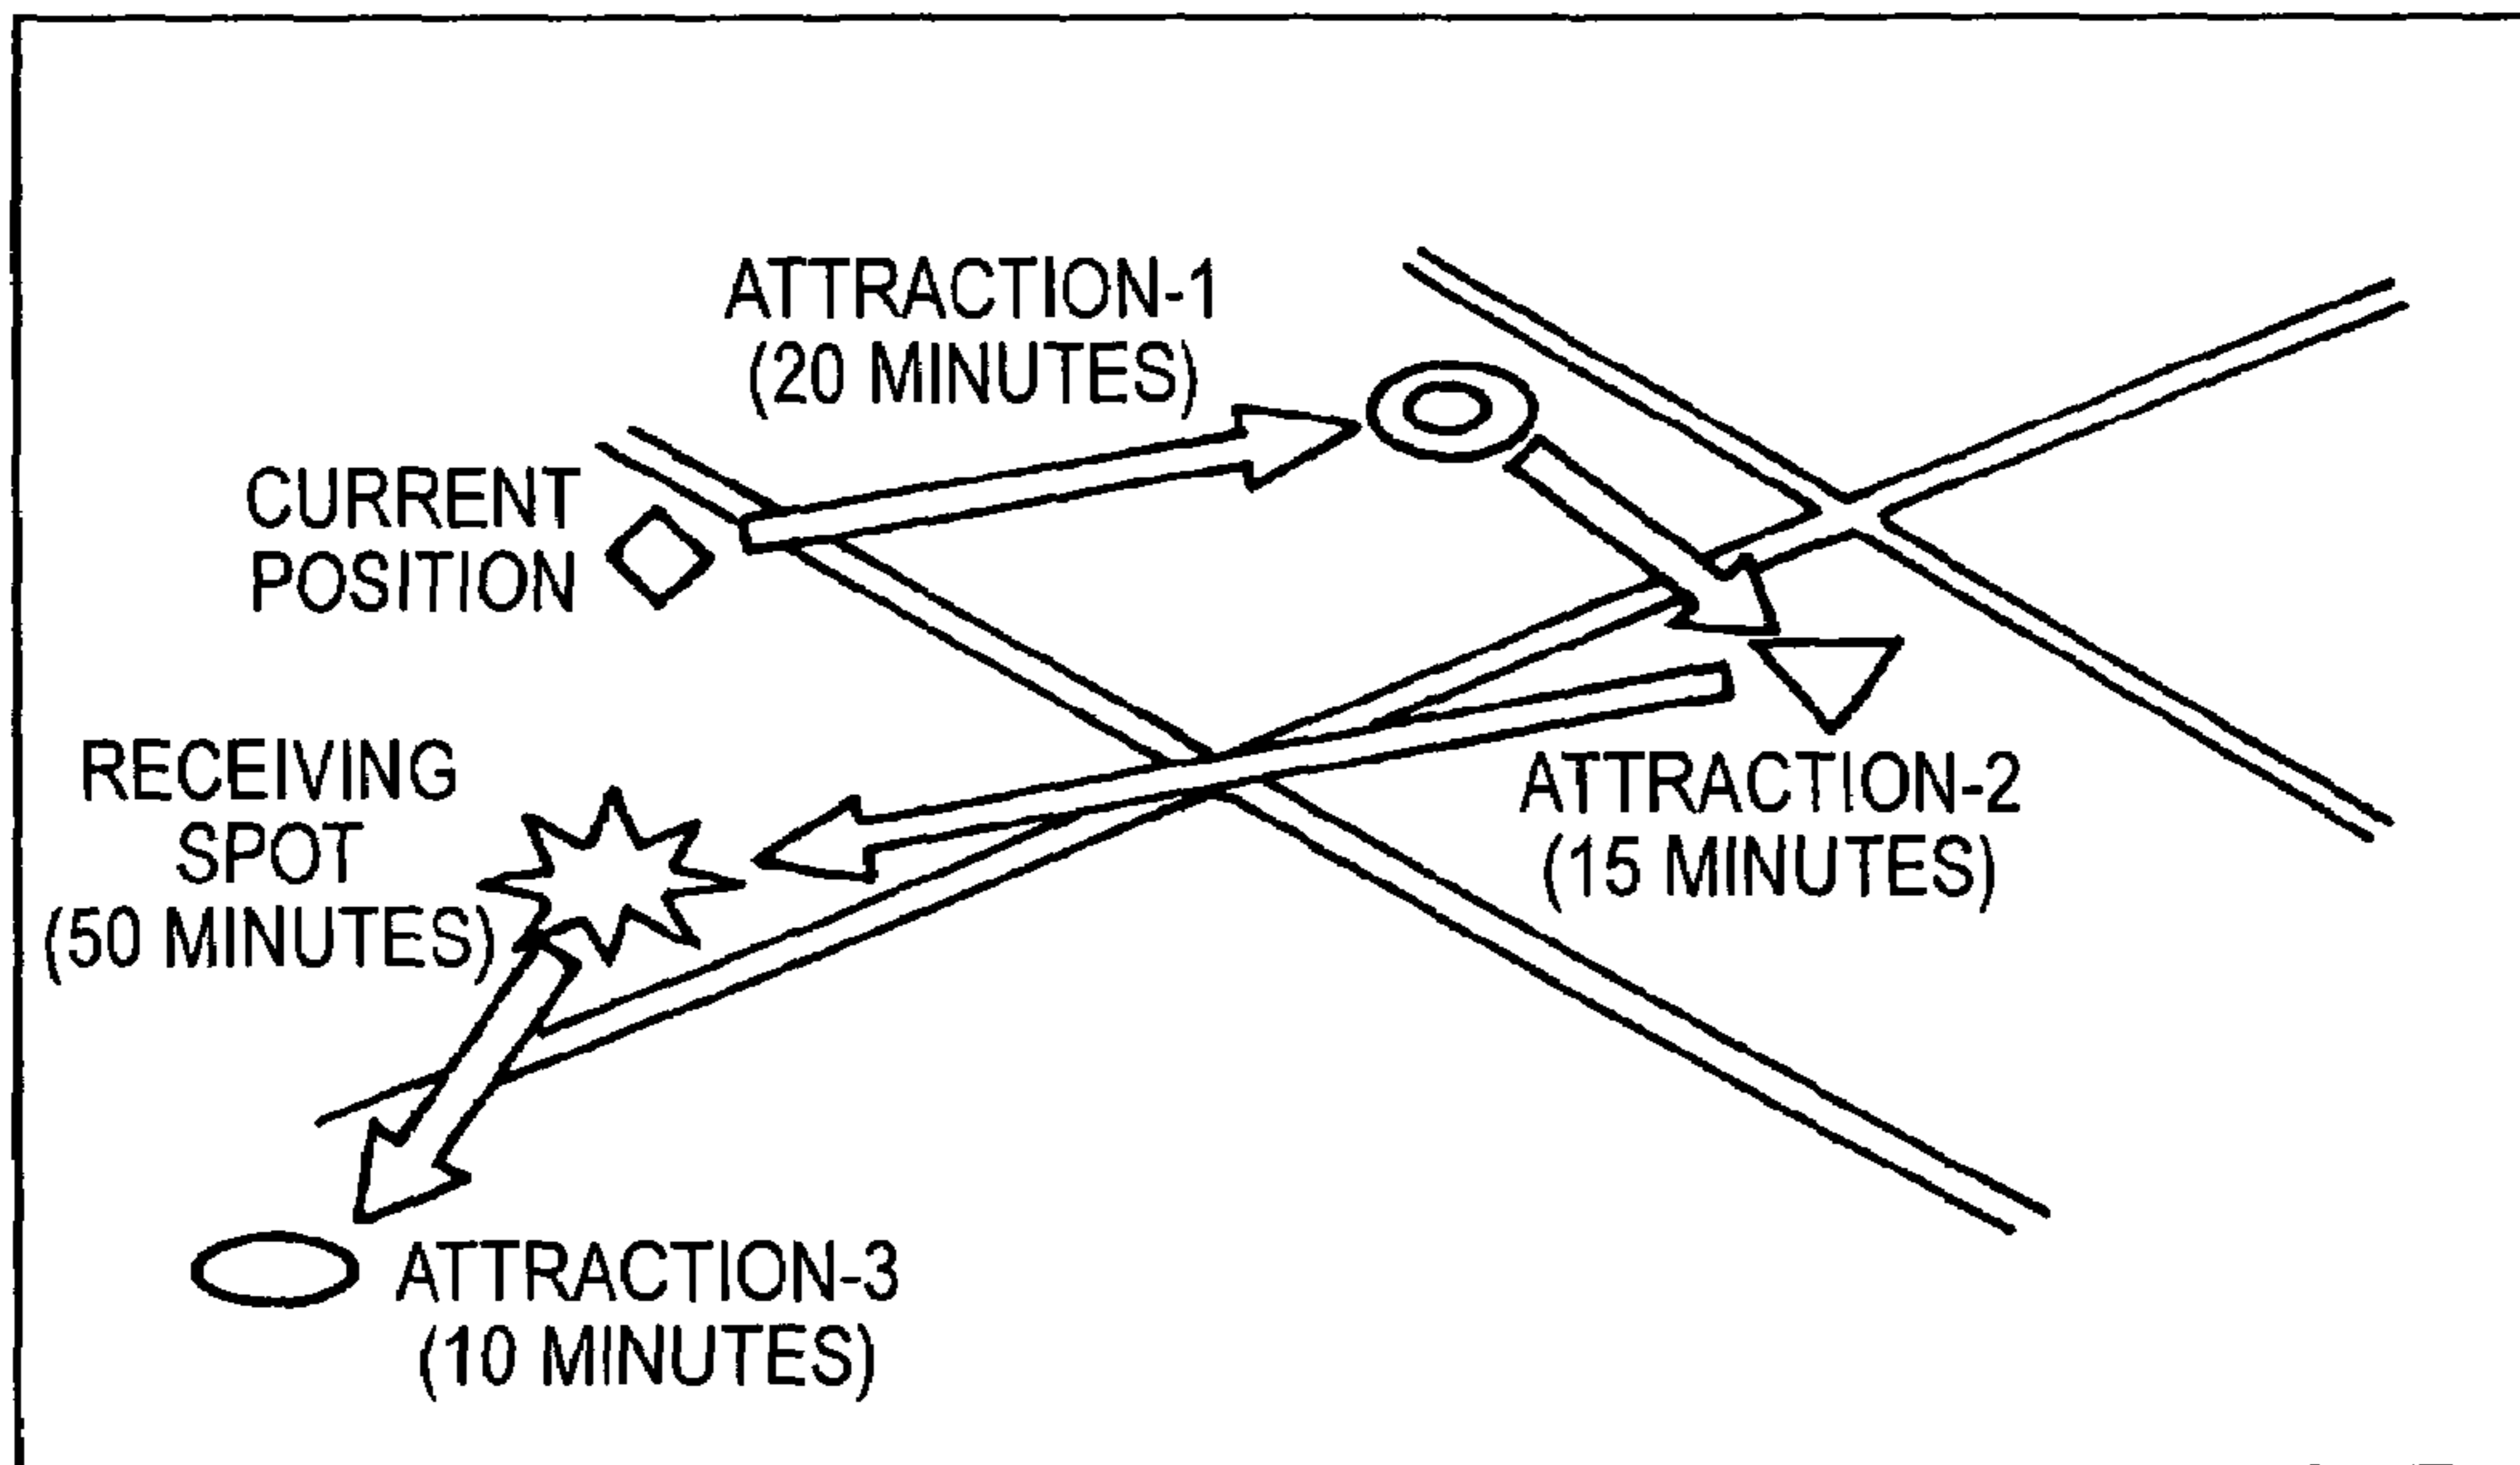 ATTRACTION-1
(20 MINUTES)
CURRENT
POSITION
RECEIVING
SPOT
(50 MINUTES)
ATTRACTION-2
(15 MINUTES)
ATTRACTION-3
(10 MINUTES)